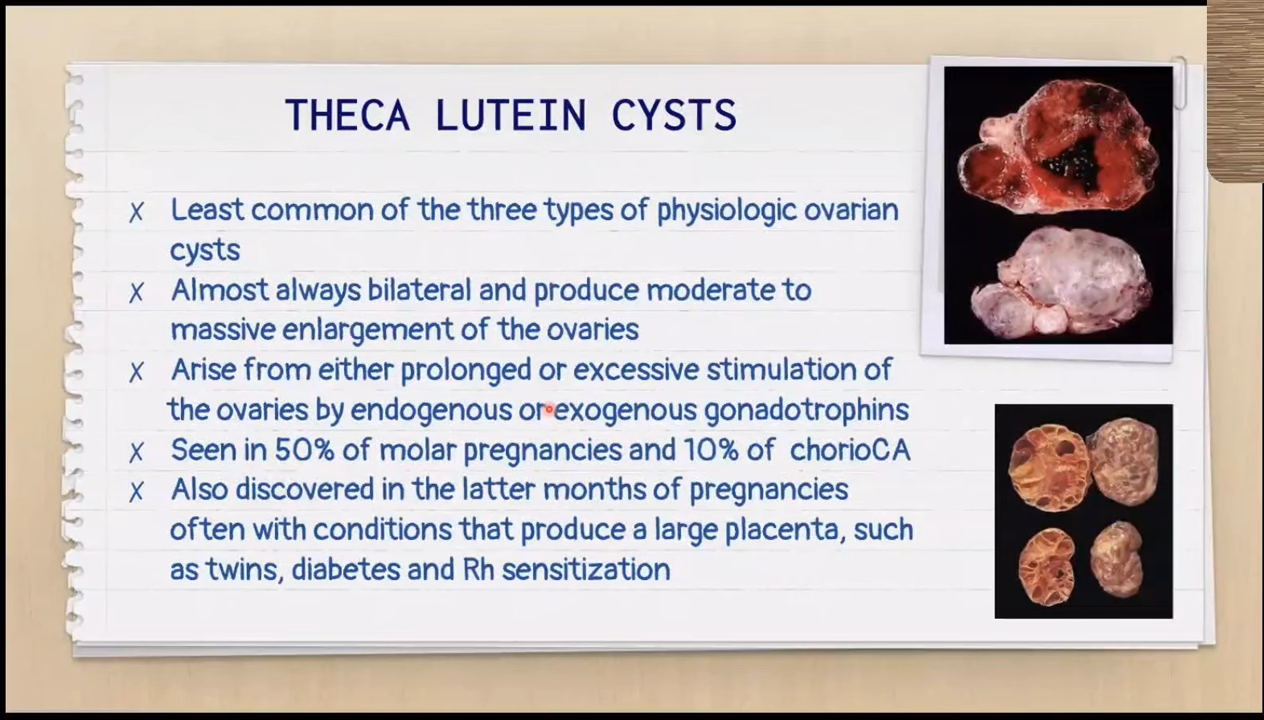 THECA LUTEIN CYSTS
x Least common of the three types of physiologic ovarian
cysts
x Almost always bilateral and produce moderate to
massive enlargement of the ovaries
x Arise from either prolonged or excessive stimulation of
the ovaries by endogenous or exogenous gonadotrophins
x Seen in 50% of molar pregnancies and 10% of chorioCA
x Also discovered in the latter months of pregnancies
often with conditions that produce a large placenta, such
as twins, diabetes and Rh sensitization